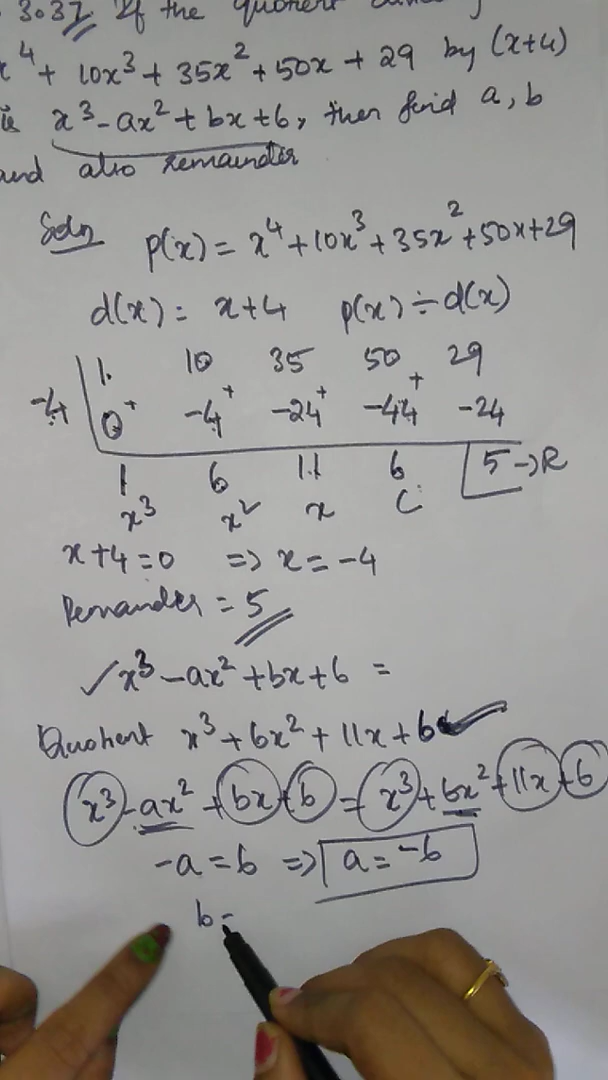 3.37 If the quotient
x⁴ + 10x³ + 35x² + 50x + 29 by (x+4)
is x³ - ax² + bx + 6, then find a, b
and also remainder
Soln p(x) = x⁴ + 10x³ + 35x² + 50x + 29
d(x) = x + 4 p(x) ÷ d(x)
1 10 35 50 29
-4 0 + -4 + -24 + -44 + -24
1 6 11 6 5 → R
x³ x² x C
x + 4 = 0 => x = -4
Remainder = 5
✓ x³ - ax² + bx + 6 =
Quotient x³ + 6x² + 11x + 6 ✓
x³ - ax² + bx + 6 = x³ + 6x² + 11x + 6
-a = 6 => a = -6
b =